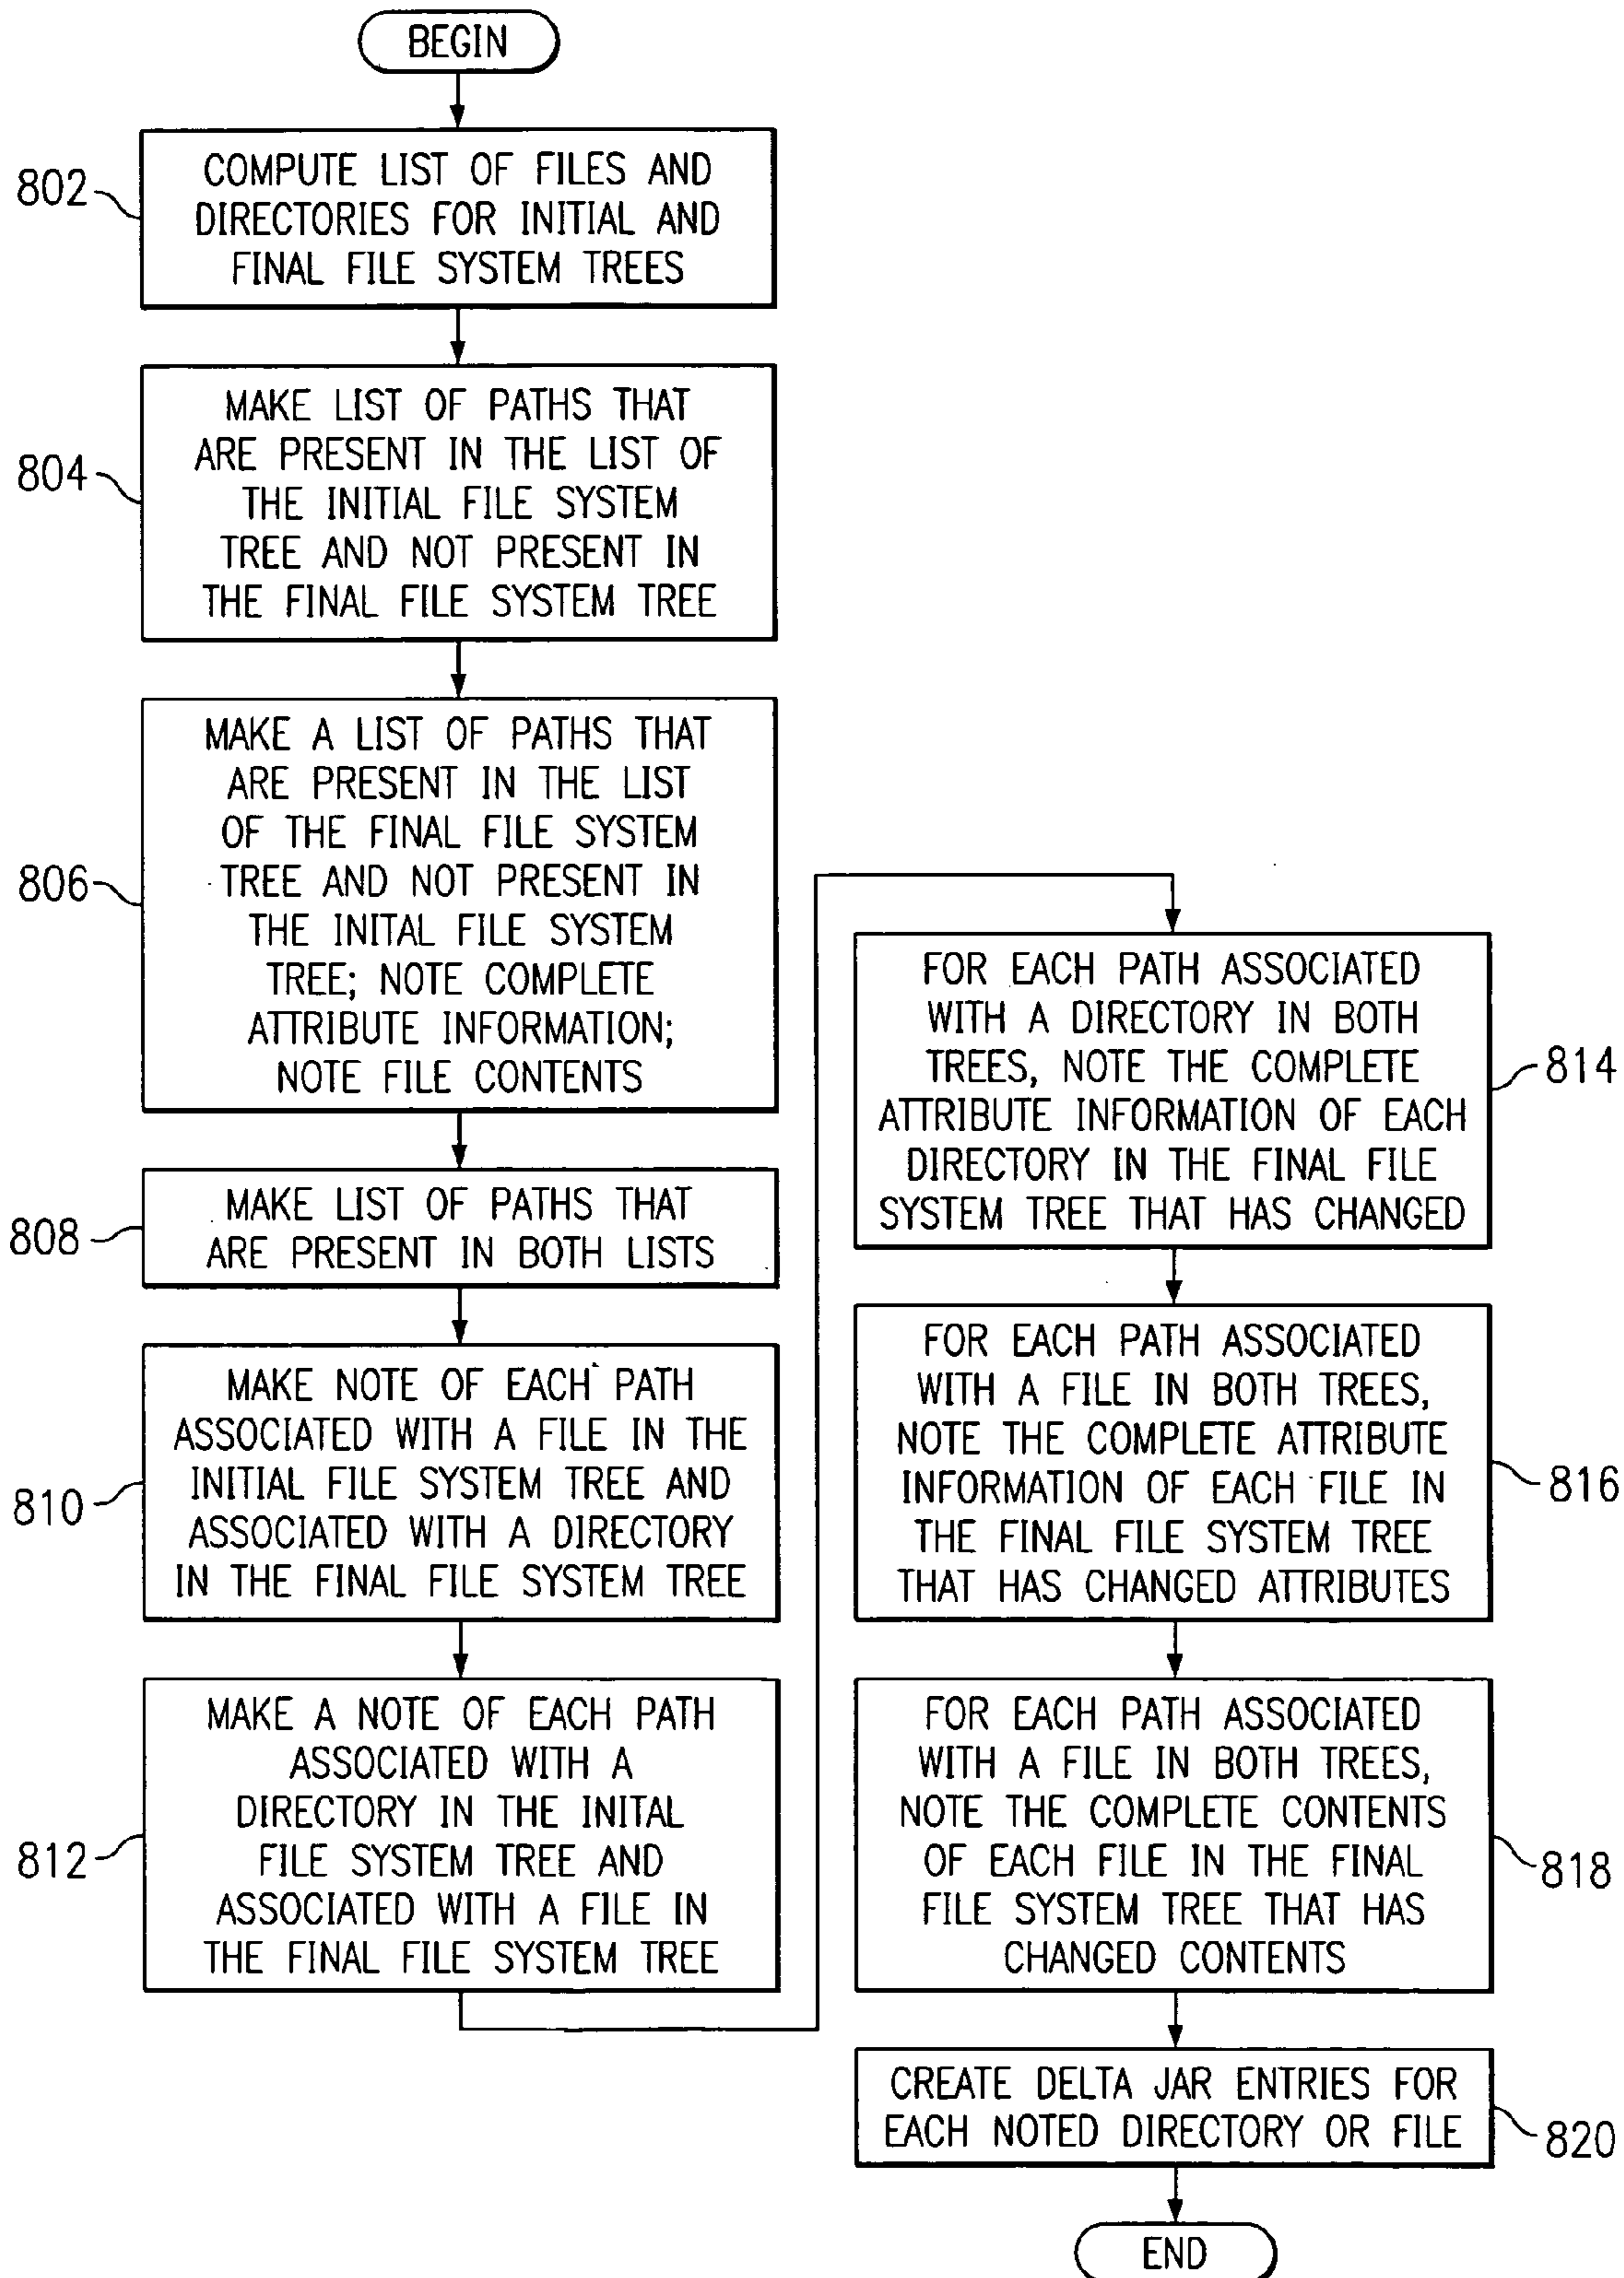 BEGIN
802
COMPUTE LIST OF FILES AND
DIRECTORIES FOR INITIAL AND
FINAL FILE SYSTEM TREES
804
MAKE LIST OF PATHS THAT
ARE PRESENT IN THE LIST OF
THE INITIAL FILE SYSTEM
TREE AND NOT PRESENT IN
THE FINAL FILE SYSTEM TREE
806
MAKE A LIST OF PATHS THAT
ARE PRESENT IN THE LIST
OF THE FINAL FILE SYSTEM
TREE AND NOT PRESENT IN
THE INITAL FILE SYSTEM
TREE; NOTE COMPLETE
ATTRIBUTE INFORMATION;
NOTE FILE CONTENTS
808
MAKE LIST OF PATHS THAT
ARE PRESENT IN BOTH LISTS
810
MAKE NOTE OF EACH PATH
ASSOCIATED WITH A FILE IN THE
INITIAL FILE SYSTEM TREE AND
ASSOCIATED WITH A DIRECTORY
IN THE FINAL FILE SYSTEM TREE
812
MAKE A NOTE OF EACH PATH
ASSOCIATED WITH A
DIRECTORY IN THE INITAL
FILE SYSTEM TREE AND
ASSOCIATED WITH A FILE IN
THE FINAL FILE SYSTEM TREE
FOR EACH PATH ASSOCIATED
WITH A DIRECTORY IN BOTH
TREES, NOTE THE COMPLETE
ATTRIBUTE INFORMATION OF EACH
DIRECTORY IN THE FINAL FILE
SYSTEM TREE THAT HAS CHANGED
814
FOR EACH PATH ASSOCIATED
WITH A FILE IN BOTH TREES,
NOTE THE COMPLETE ATTRIBUTE
INFORMATION OF EACH FILE IN
THE FINAL FILE SYSTEM TREE
THAT HAS CHANGED ATTRIBUTES
816
FOR EACH PATH ASSOCIATED
WITH A FILE IN BOTH TREES,
NOTE THE COMPLETE CONTENTS
OF EACH FILE IN THE FINAL
FILE SYSTEM TREE THAT HAS
CHANGED CONTENTS
818
CREATE DELTA JAR ENTRIES FOR
EACH NOTED DIRECTORY OR FILE
820
END